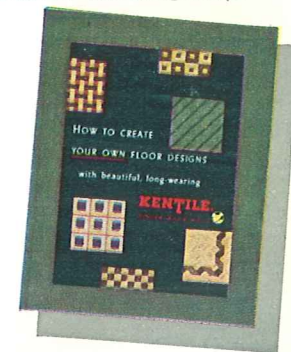 HOW TO CREATE
YOUR OWN FLOOR DESIGNS
with beautiful, long-wearing
KENTILE